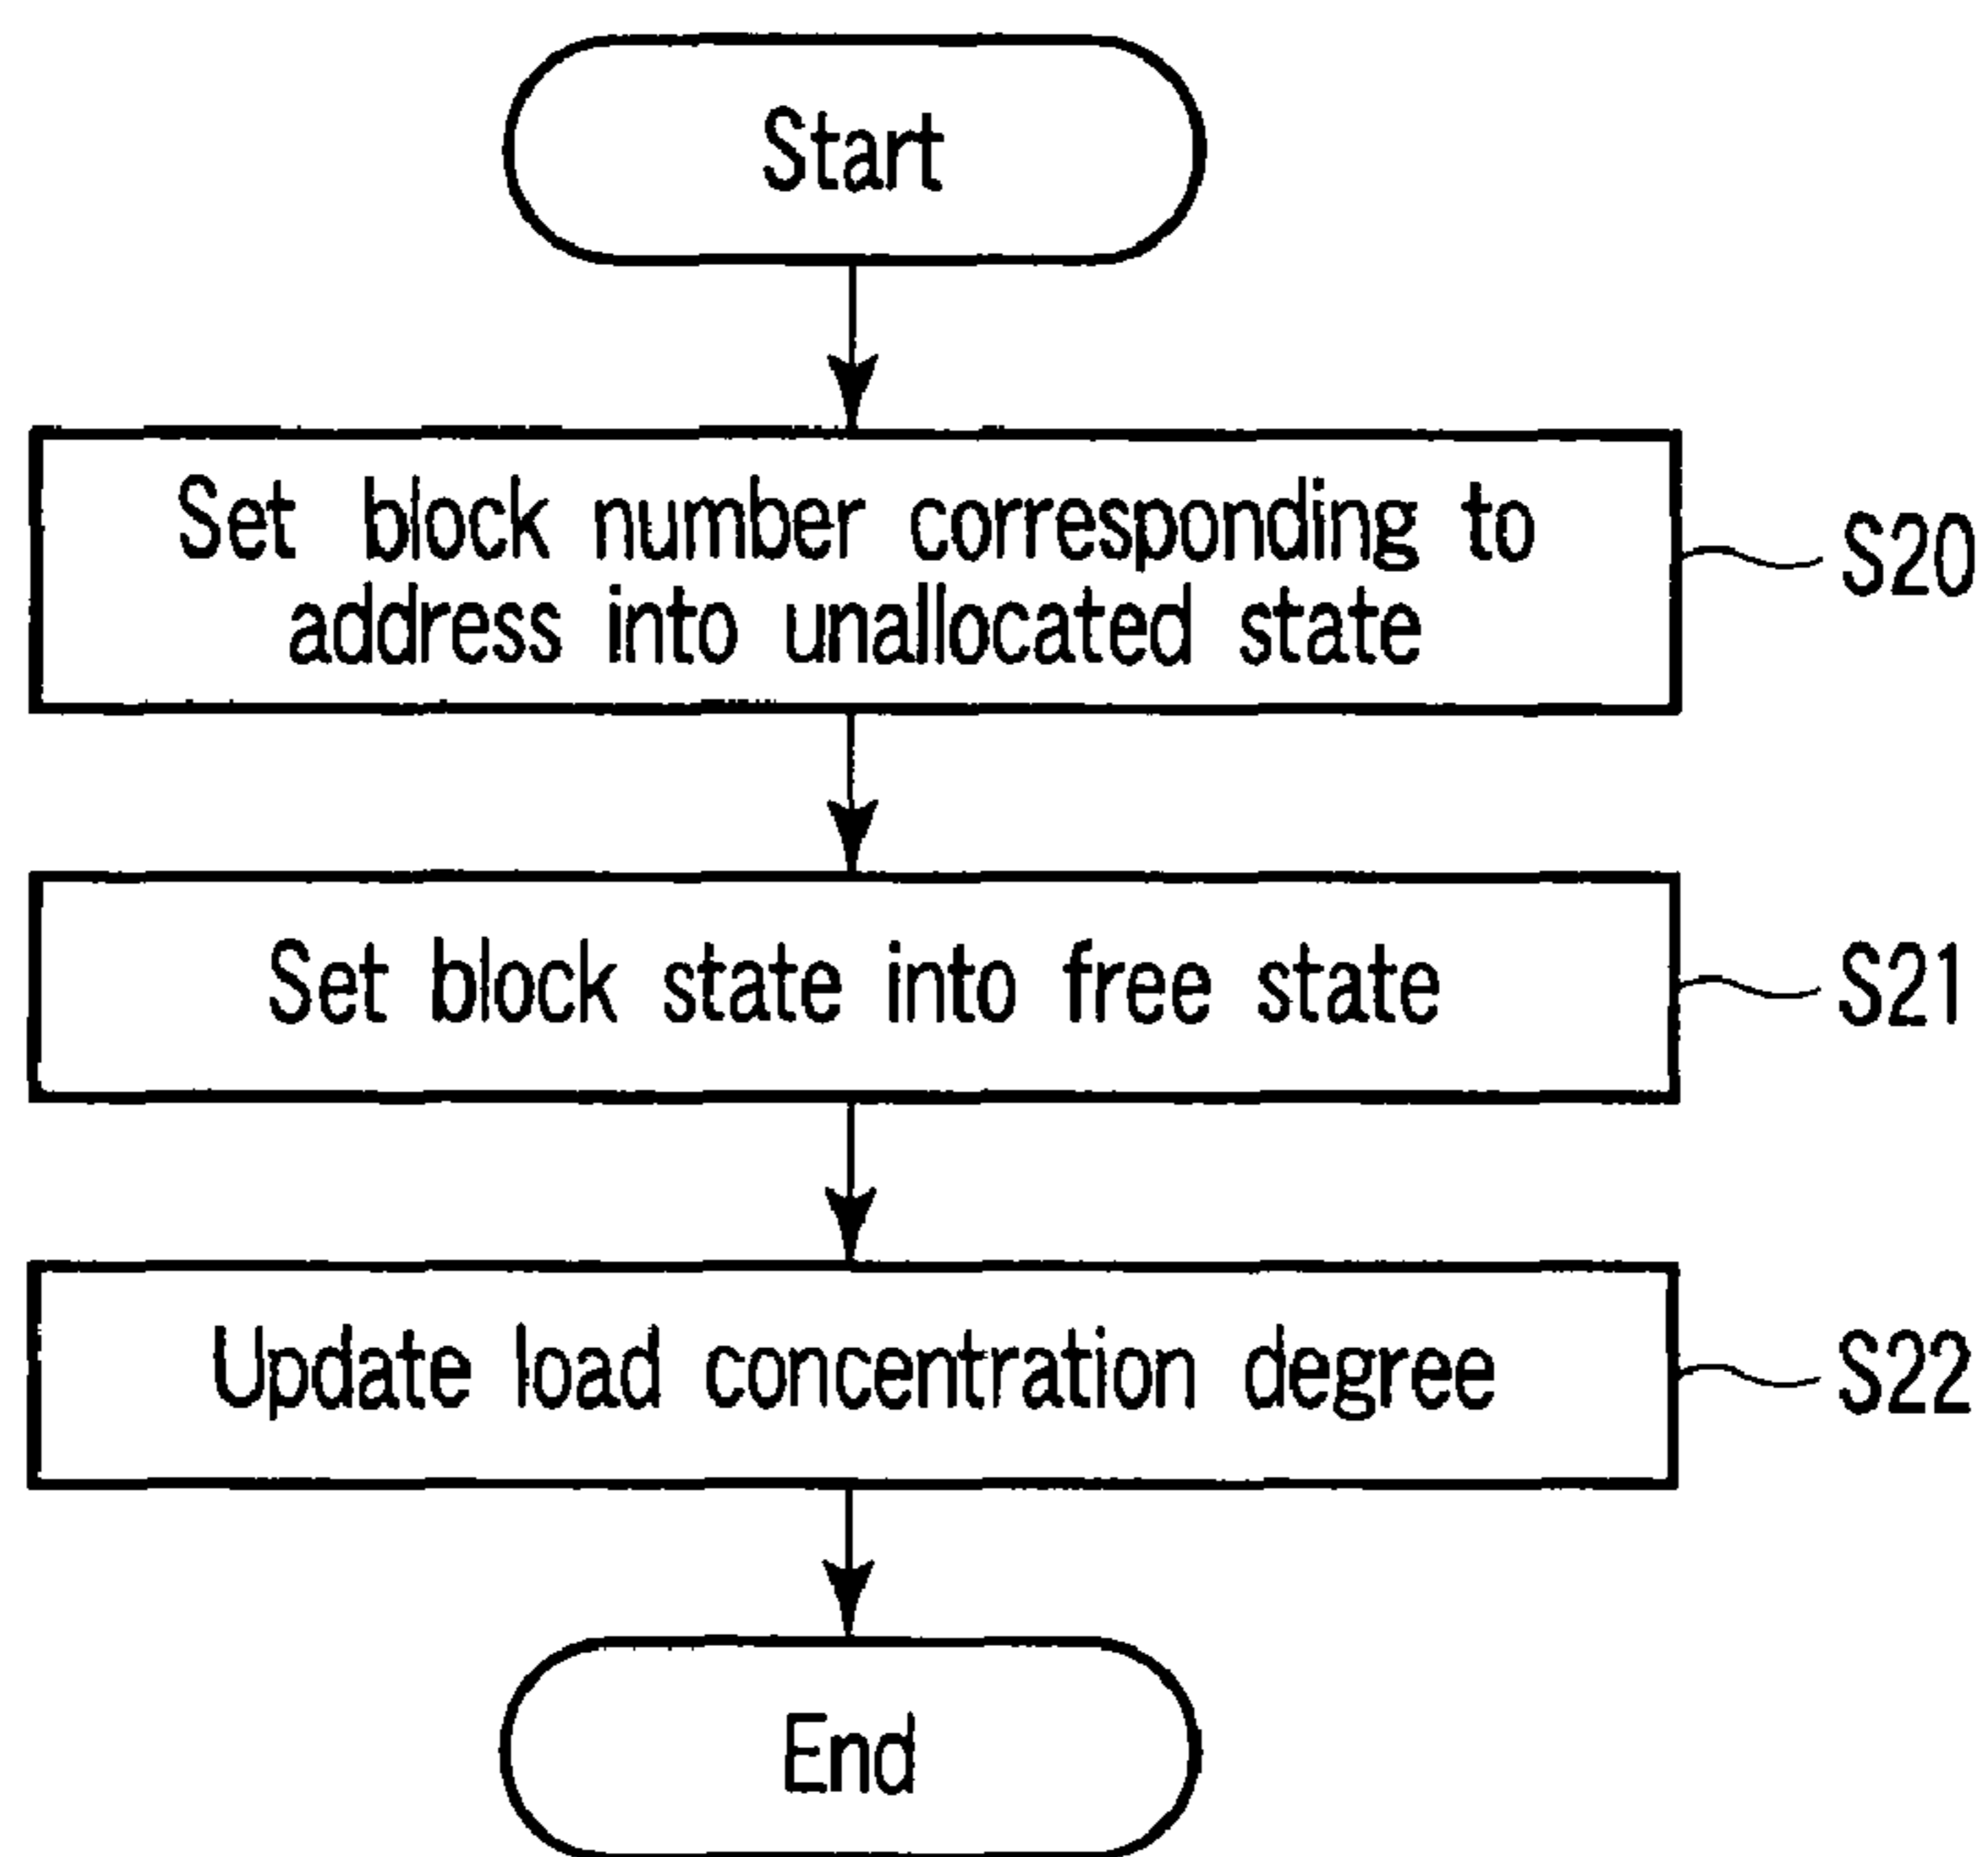 Start
Set block number corresponding to
address into unallocated state
S20
Set block state into free state
S21
Update load concentration degree
S22
End